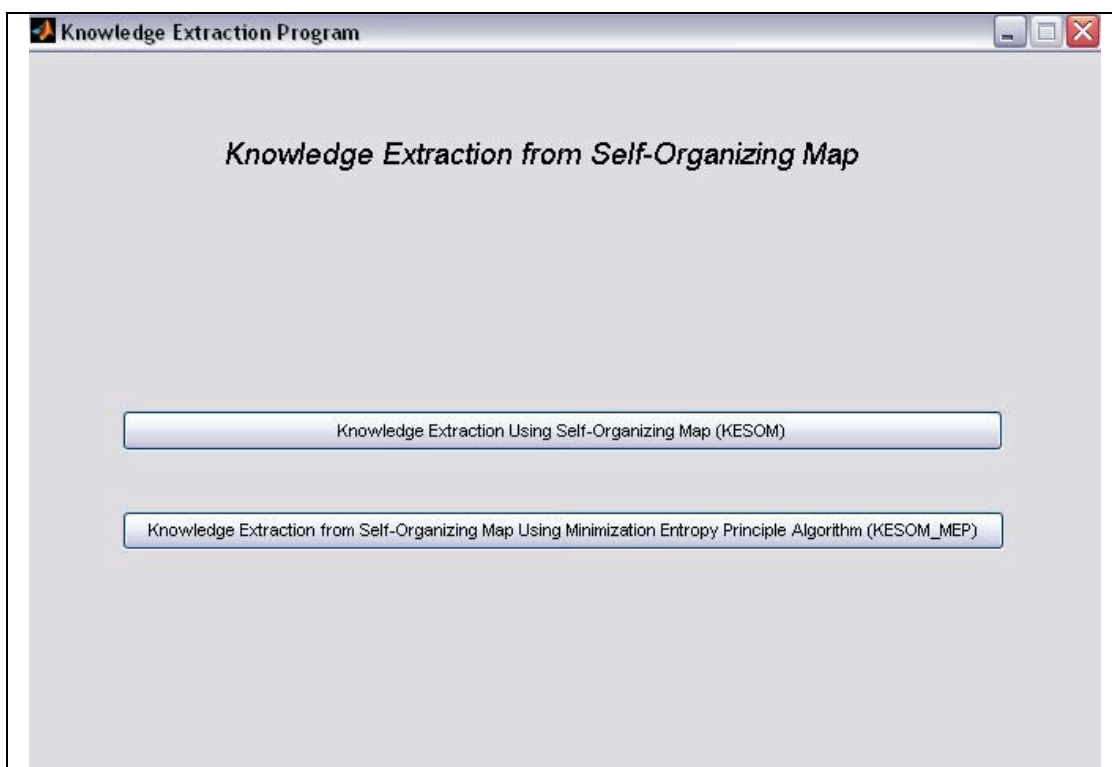 Knowledge Extraction Program
Knowledge Extraction from Self-Organizing Map
Knowledge Extraction Using Self-Organizing Map (KESOM)
Knowledge Extraction from Self-Organizing Map Using Minimization Entropy Principle Algorithm (KESOM_MEP)